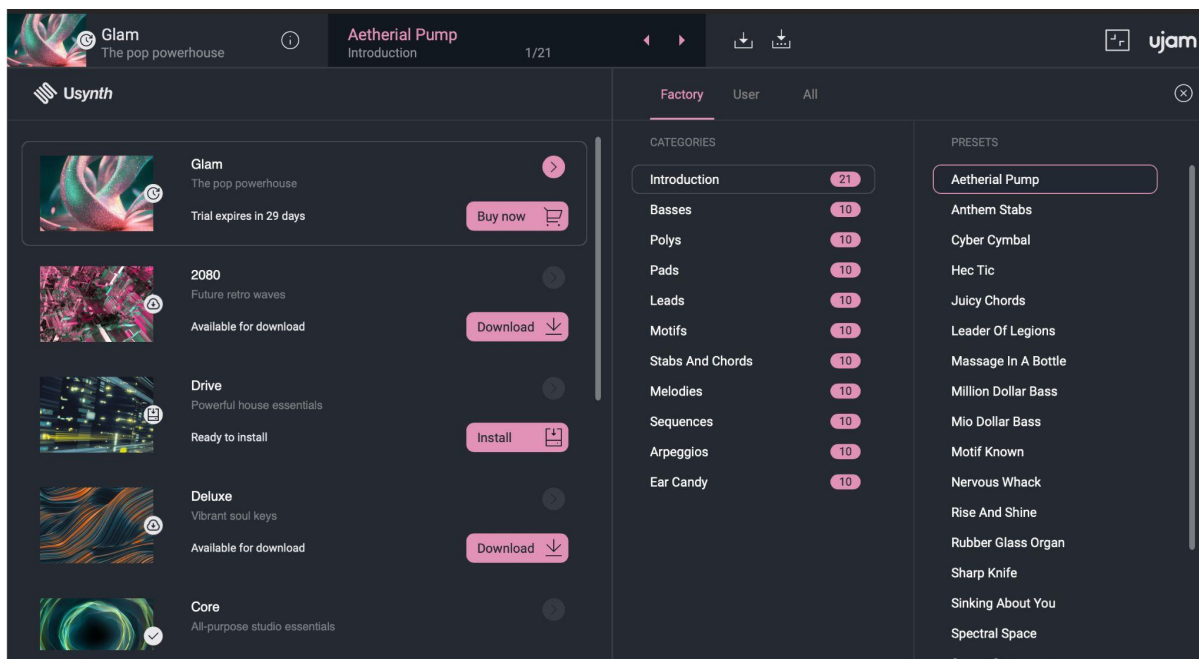 Glam
The pop powerhouse
Aetherial Pump
Introduction 1/21
ujam
Usynth
Glam
The pop powerhouse
Trial expires in 29 days
Buy now
2080
Future retro waves
Available for download
Download
Drive
Powerful house essentials
Ready to install
Install
Deluxe
Vibrant soul keys
Available for download
Download
Core
All-purpose studio essentials
Factory User All
CATEGORIES
Introduction 21
Basses 10
Polys 10
Pads 10
Leads 10
Motifs 10
Stabs And Chords 10
Melodies 10
Sequences 10
Arpeggios 10
Ear Candy 10
PRESETS
Aetherial Pump
Anthem Stabs
Cyber Cymbal
Hec Tic
Juicy Chords
Leader Of Legions
Massage In A Bottle
Million Dollar Bass
Mio Dollar Bass
Motif Known
Nervous Whack
Rise And Shine
Rubber Glass Organ
Sharp Knife
Sinking About You
Spectral Space